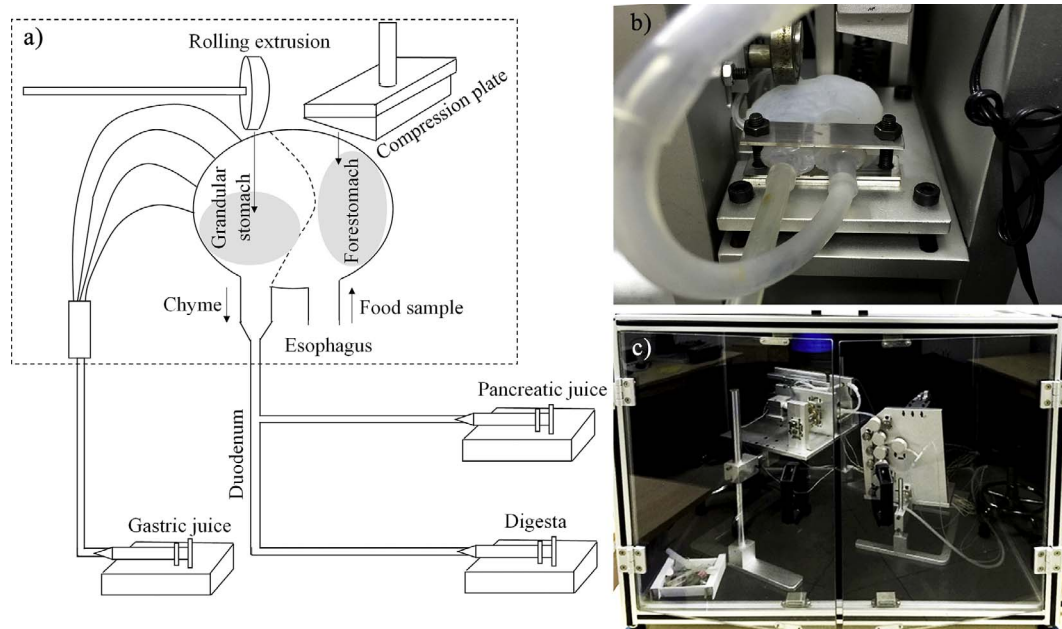 a)
Rolling extrusion
Compression plate
Grandular
stomach
Forestomach
Chyme
Food sample
Esophagus
Pancreatic juice
Duodenum
Gastric juice
Digesta
b)
c)